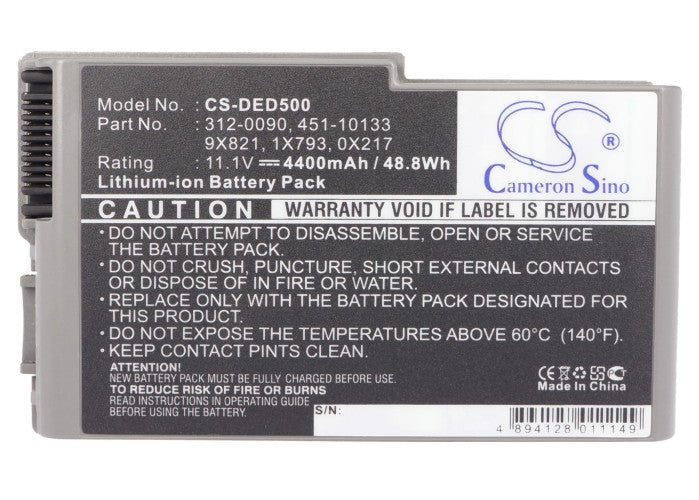 Model No. : CS-DED500
Part No. : 312-0090, 451-10133
9X821, 1X793, 0X217
Rating : 11.1V⎓4400mAh / 48.8Wh
Lithium-ion Battery Pack
CS®
Cameron Sino
CAUTION WARRANTY VOID IF LABEL IS REMOVED
•DO NOT ATTEMPT TO DISASSEMBLE, OPEN OR SERVICE
THE BATTERY PACK.
•DO NOT CRUSH, PUNCTURE, SHORT EXTERNAL CONTACTS
OR DISPOSE OF IN FIRE OR WATER.
•REPLACE ONLY WITH THE BATTERY PACK DESIGNATED FOR
THIS PRODUCT.
•DO NOT EXPOSE THE TEMPERATURES ABOVE 60°C (140°F).
•KEEP CONTACT PINTS CLEAN.
ATTENTION!
NEW BATTERY PACK MUST BE FULLY CHARGED BEFORE USE
TO REDUCE RISK OF FIRE OR BURNS
READ INSTRUCTIONS IN OPERATING GUIDE.
S/N:
CE
Made In China
4 894128 011149